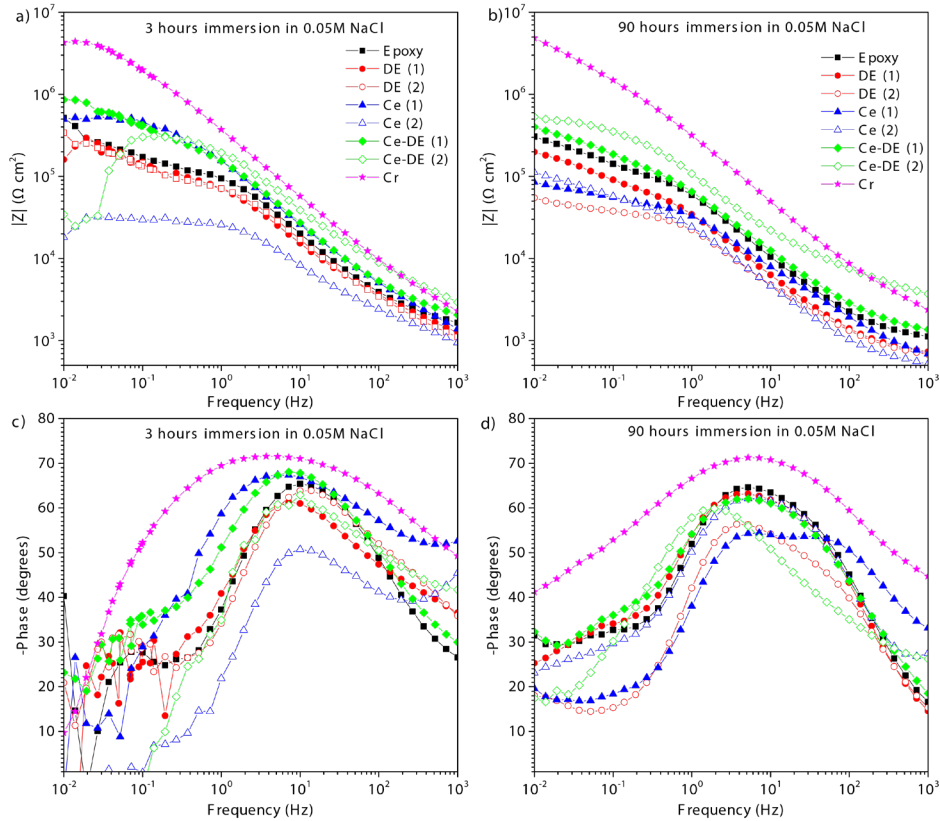 a)
3 hours immersion in 0.05M NaCl
10^7
10^6
10^5
10^4
10^3
|Z| (Ω cm²)
Epoxy
DE (1)
DE (2)
Ce (1)
Ce (2)
Ce-DE (1)
Ce-DE (2)
Cr
10^-2 10^-1 10^0 10^1 10^2 10^3
Frequency (Hz)
b)
90 hours immersion in 0.05M NaCl
10^7
10^6
10^5
10^4
10^3
|Z| (Ω cm²)
Epoxy
DE (1)
DE (2)
Ce (1)
Ce (2)
Ce-DE (1)
Ce-DE (2)
Cr
10^-2 10^-1 10^0 10^1 10^2 10^3
Frequency (Hz)
c)
3 hours immersion in 0.05M NaCl
80
70
60
50
40
30
20
10
-Phase (degrees)
10^-2 10^-1 10^0 10^1 10^2 10^3
Frequency (Hz)
d)
90 hours immersion in 0.05M NaCl
80
70
60
50
40
30
20
10
-Phase (degrees)
10^-2 10^-1 10^0 10^1 10^2 10^3
Frequency (Hz)